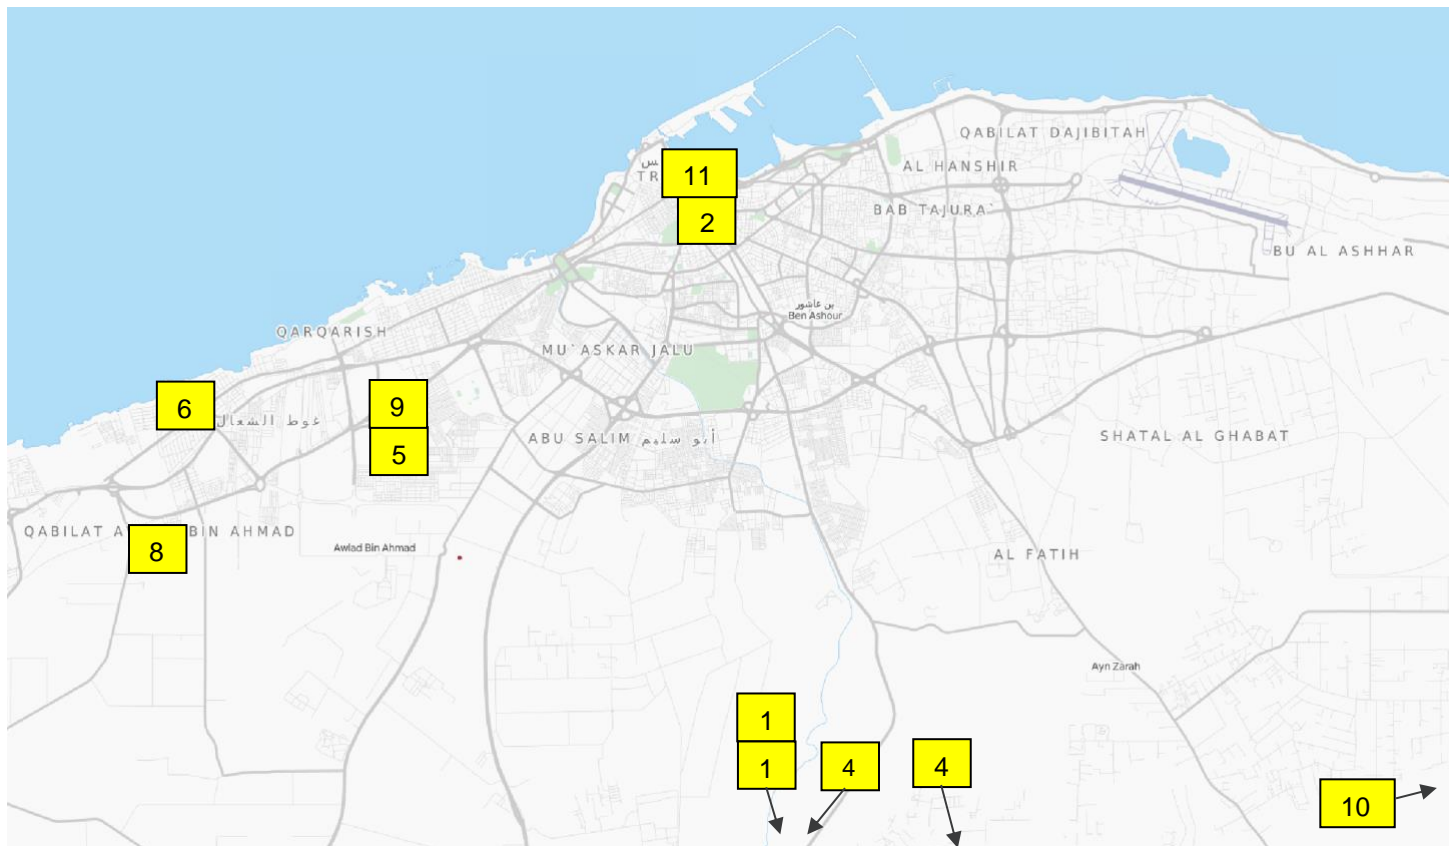 QABILAT DAJIBITAH
AL HANSHIR
11
BAB TAJURA`
2
BU AL ASHHAR
بن عاشور
Ben Ashour
QARQARISH
MU`ASKAR JALU
6
9
غوط الشعال
ABU SALIM أبو سليم
SHATAL AL GHABAT
5
QABILAT A
BIN AHMAD
8
Awlad Bin Ahmad
AL FATIH
Ayn Zarah
1
1
4
4
10